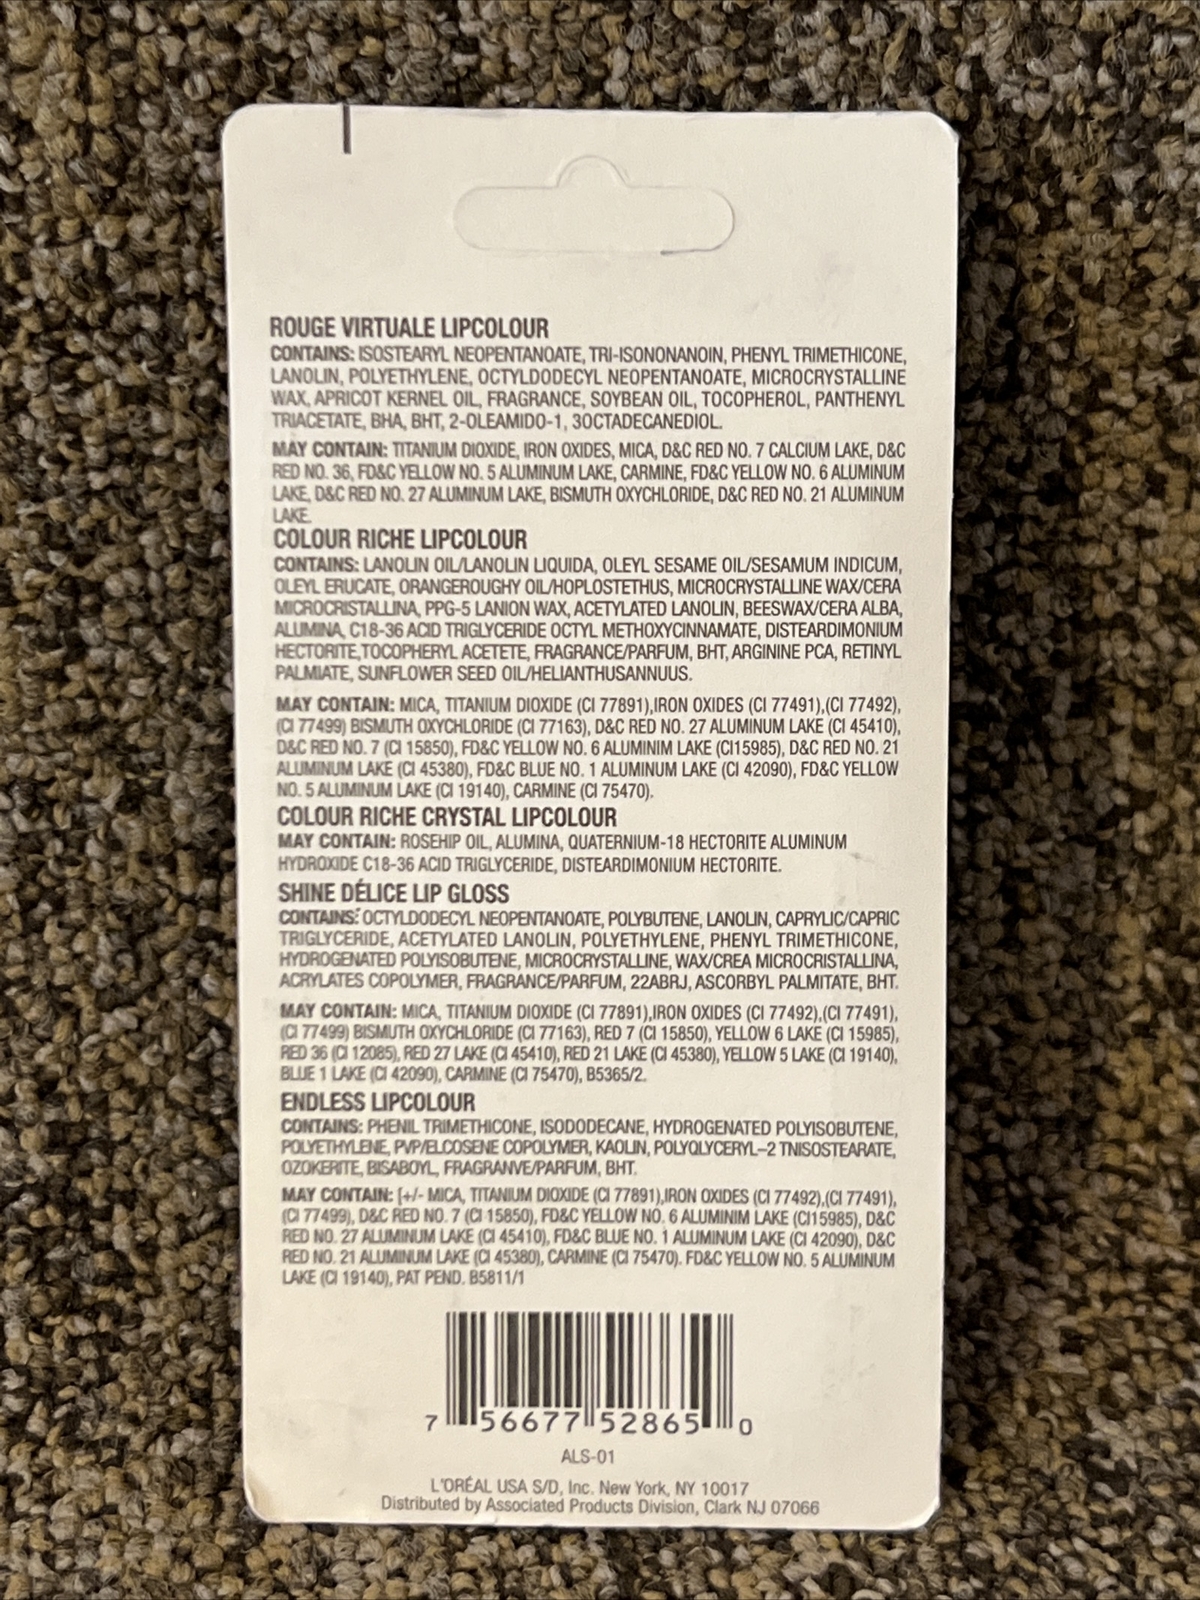 ROUGE VIRTUALE LIPCOLOUR
CONTAINS: ISOSTEARYL NEOPENTANOATE, TRI-ISONONANOIN, PHENYL TRIMETHICONE,
LANOLIN, POLYETHYLENE, OCTYLDODECYL NEOPENTANOATE, MICROCRYSTALLINE
WAX, APRICOT KERNEL OIL, FRAGRANCE, SOYBEAN OIL, TOCOPHEROL, PANTHENYL
TRIACETATE, BHA, BHT, 2-OLEAMIDO-1, 3OCTADECANEDIOL.
MAY CONTAIN: TITANIUM DIOXIDE, IRON OXIDES, MICA, D&C RED NO. 7 CALCIUM LAKE, D&C
RED NO. 36, FD&C YELLOW NO. 5 ALUMINUM LAKE, CARMINE, FD&C YELLOW NO. 6 ALUMINUM
LAKE, D&C RED NO. 27 ALUMINUM LAKE, BISMUTH OXYCHLORIDE, D&C RED NO. 21 ALUMINUM
LAKE.
COLOUR RICHE LIPCOLOUR
CONTAINS: LANOLIN OIL/LANOLIN LIQUIDA, OLEYL SESAME OIL/SESAMUM INDICUM,
OLEYL ERUCATE, ORANGEROUGHY OIL/HOPLOSTETHUS, MICROCRYSTALLINE WAX/CERA
MICROCRISTALLINA, PPG-5 LANION WAX, ACETYLATED LANOLIN, BEESWAX/CERA ALBA,
ALUMINA, C18-36 ACID TRIGLYCERIDE OCTYL METHOXYCINNAMATE, DISTEARDIMONIUM
HECTORITE,TOCOPHERYL ACETETE, FRAGRANCE/PARFUM, BHT, ARGININE PCA, RETINYL
PALMIATE, SUNFLOWER SEED OIL/HELIANTHUSANNUUS.
MAY CONTAIN: MICA, TITANIUM DIOXIDE (CI 77891),IRON OXIDES (CI 77491),(CI 77492),
(CI 77499) BISMUTH OXYCHLORIDE (CI 77163), D&C RED NO. 27 ALUMINUM LAKE (CI 45410),
D&C RED NO. 7 (CI 15850), FD&C YELLOW NO. 6 ALUMINIM LAKE (CI15985), D&C RED NO. 21
ALUMINUM LAKE (CI 45380), FD&C BLUE NO. 1 ALUMINUM LAKE (CI 42090), FD&C YELLOW
NO. 5 ALUMINUM LAKE (CI 19140), CARMINE (CI 75470).
COLOUR RICHE CRYSTAL LIPCOLOUR
MAY CONTAIN: ROSEHIP OIL, ALUMINA, QUATERNIUM-18 HECTORITE ALUMINUM
HYDROXIDE C18-36 ACID TRIGLYCERIDE, DISTEARDIMONIUM HECTORITE.
SHINE DÉLICE LIP GLOSS
CONTAINS: OCTYLDODECYL NEOPENTANOATE, POLYBUTENE, LANOLIN, CAPRYLIC/CAPRIC
TRIGLYCERIDE, ACETYLATED LANOLIN, POLYETHYLENE, PHENYL TRIMETHICONE,
HYDROGENATED POLYISOBUTENE, MICROCRYSTALLINE, WAX/CREA MICROCRISTALLINA,
ACRYLATES COPOLYMER, FRAGRANCE/PARFUM, 22ABRJ, ASCORBYL PALMITATE, BHT.
MAY CONTAIN: MICA, TITANIUM DIOXIDE (CI 77891),IRON OXIDES (CI 77492),(CI 77491),
(CI 77499) BISMUTH OXYCHLORIDE (CI 77163), RED 7 (CI 15850), YELLOW 6 LAKE (CI 15985),
RED 36 (CI 12085), RED 27 LAKE (CI 45410), RED 21 LAKE (CI 45380), YELLOW 5 LAKE (CI 19140),
BLUE 1 LAKE (CI 42090), CARMINE (CI 75470), B5365/2.
ENDLESS LIPCOLOUR
CONTAINS: PHENIL TRIMETHICONE, ISODODECANE, HYDROGENATED POLYISOBUTENE,
POLYETHYLENE, PVP/ELCOSENE COPOLYMER, KAOLIN, POLYQLYCERYL–2 TNISOSTEARATE,
OZOKERITE, BISABOYL, FRAGRANVE/PARFUM, BHT.
MAY CONTAIN: [+/- MICA, TITANIUM DIOXIDE (CI 77891),IRON OXIDES (CI 77492),(CI 77491),
(CI 77499), D&C RED NO. 7 (CI 15850), FD&C YELLOW NO. 6 ALUMINIM LAKE (CI15985), D&C
RED NO. 27 ALUMINUM LAKE (CI 45410), FD&C BLUE NO. 1 ALUMINUM LAKE (CI 42090), D&C
RED NO. 21 ALUMINUM LAKE (CI 45380), CARMINE (CI 75470). FD&C YELLOW NO. 5 ALUMINUM
LAKE (CI 19140), PAT PEND. B5811/1
7 56677 52865 0
ALS-01
L'ORÉAL USA S/D, Inc. New York, NY 10017
Distributed by Associated Products Division, Clark NJ 07066